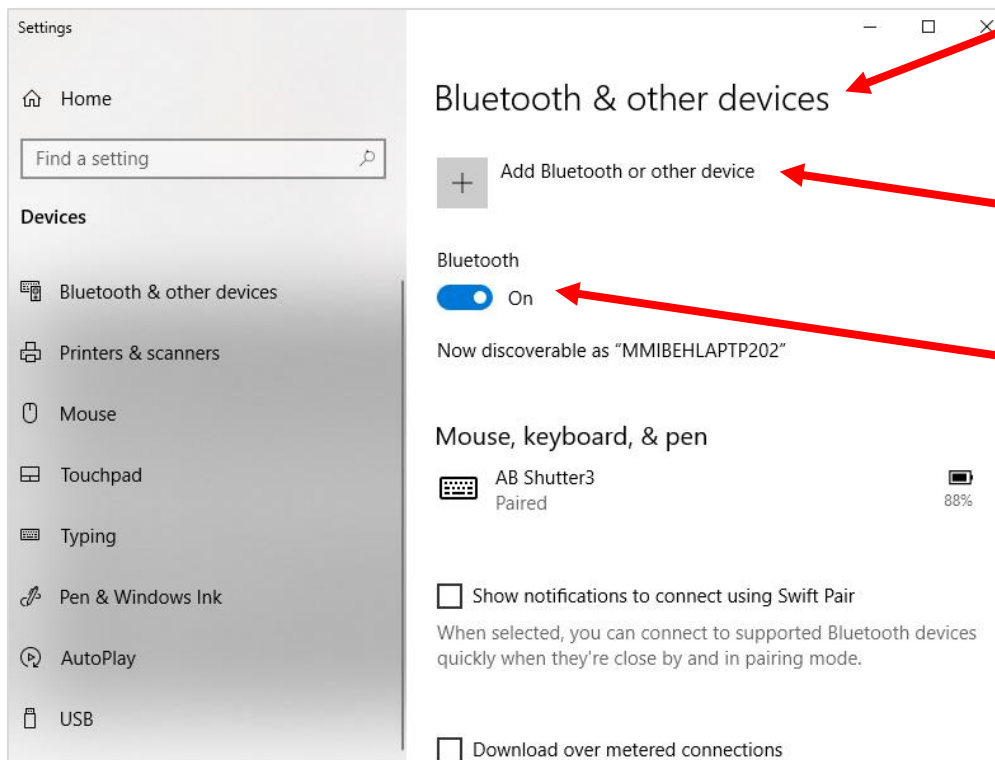 Settings
Home
Find a setting
Devices
Bluetooth & other devices
Printers & scanners
Mouse
Touchpad
Typing
Pen & Windows Ink
AutoPlay
USB
Bluetooth & other devices
Add Bluetooth or other device
Bluetooth
On
Now discoverable as “MMIBEHLAPTP202”
Mouse, keyboard, & pen
AB Shutter3
Paired
88%
Show notifications to connect using Swift Pair
When selected, you can connect to supported Bluetooth devices
quickly when they're close by and in pairing mode.
Download over metered connections